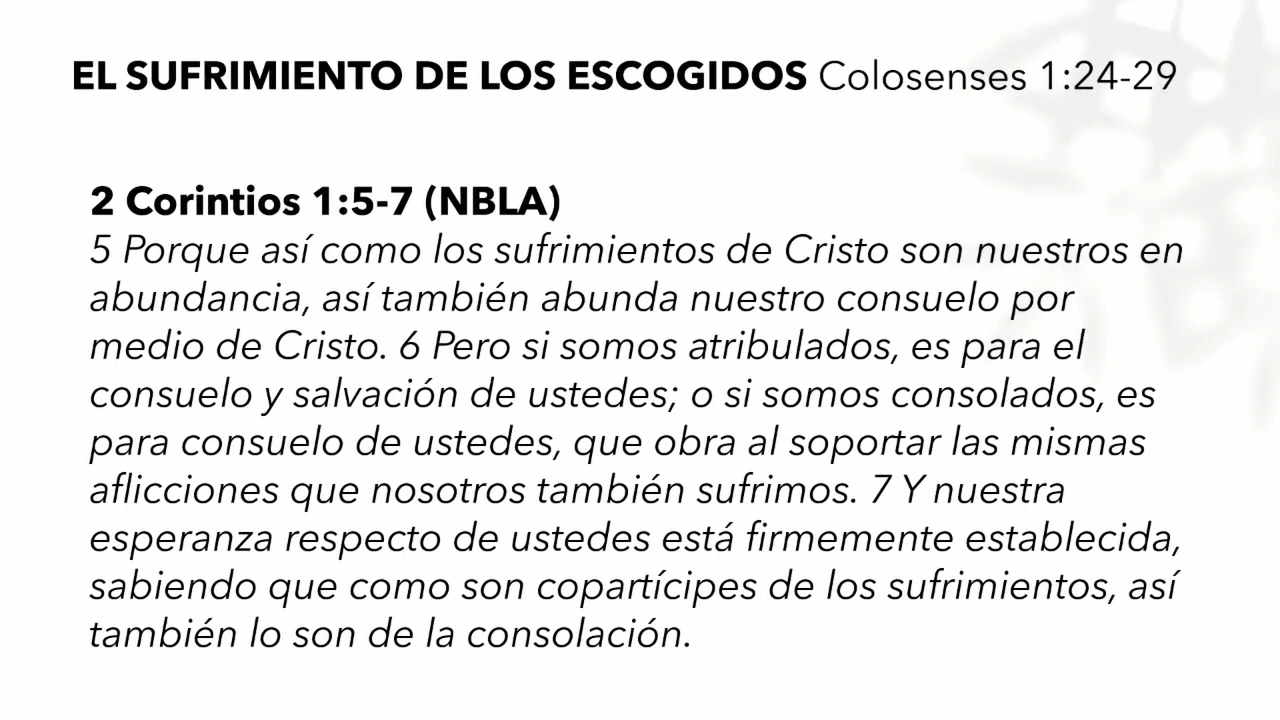 EL SUFRIMIENTO DE LOS ESCOGIDOS Colosenses 1:24-29
2 Corintios 1:5-7 (NBLA)
5 Porque así como los sufrimientos de Cristo son nuestros en
abundancia, así también abunda nuestro consuelo por
medio de Cristo. 6 Pero si somos atribulados, es para el
consuelo y salvación de ustedes; o si somos consolados, es
para consuelo de ustedes, que obra al soportar las mismas
aflicciones que nosotros también sufrimos. 7 Y nuestra
esperanza respecto de ustedes está firmemente establecida,
sabiendo que como son copartícipes de los sufrimientos, así
también lo son de la consolación.